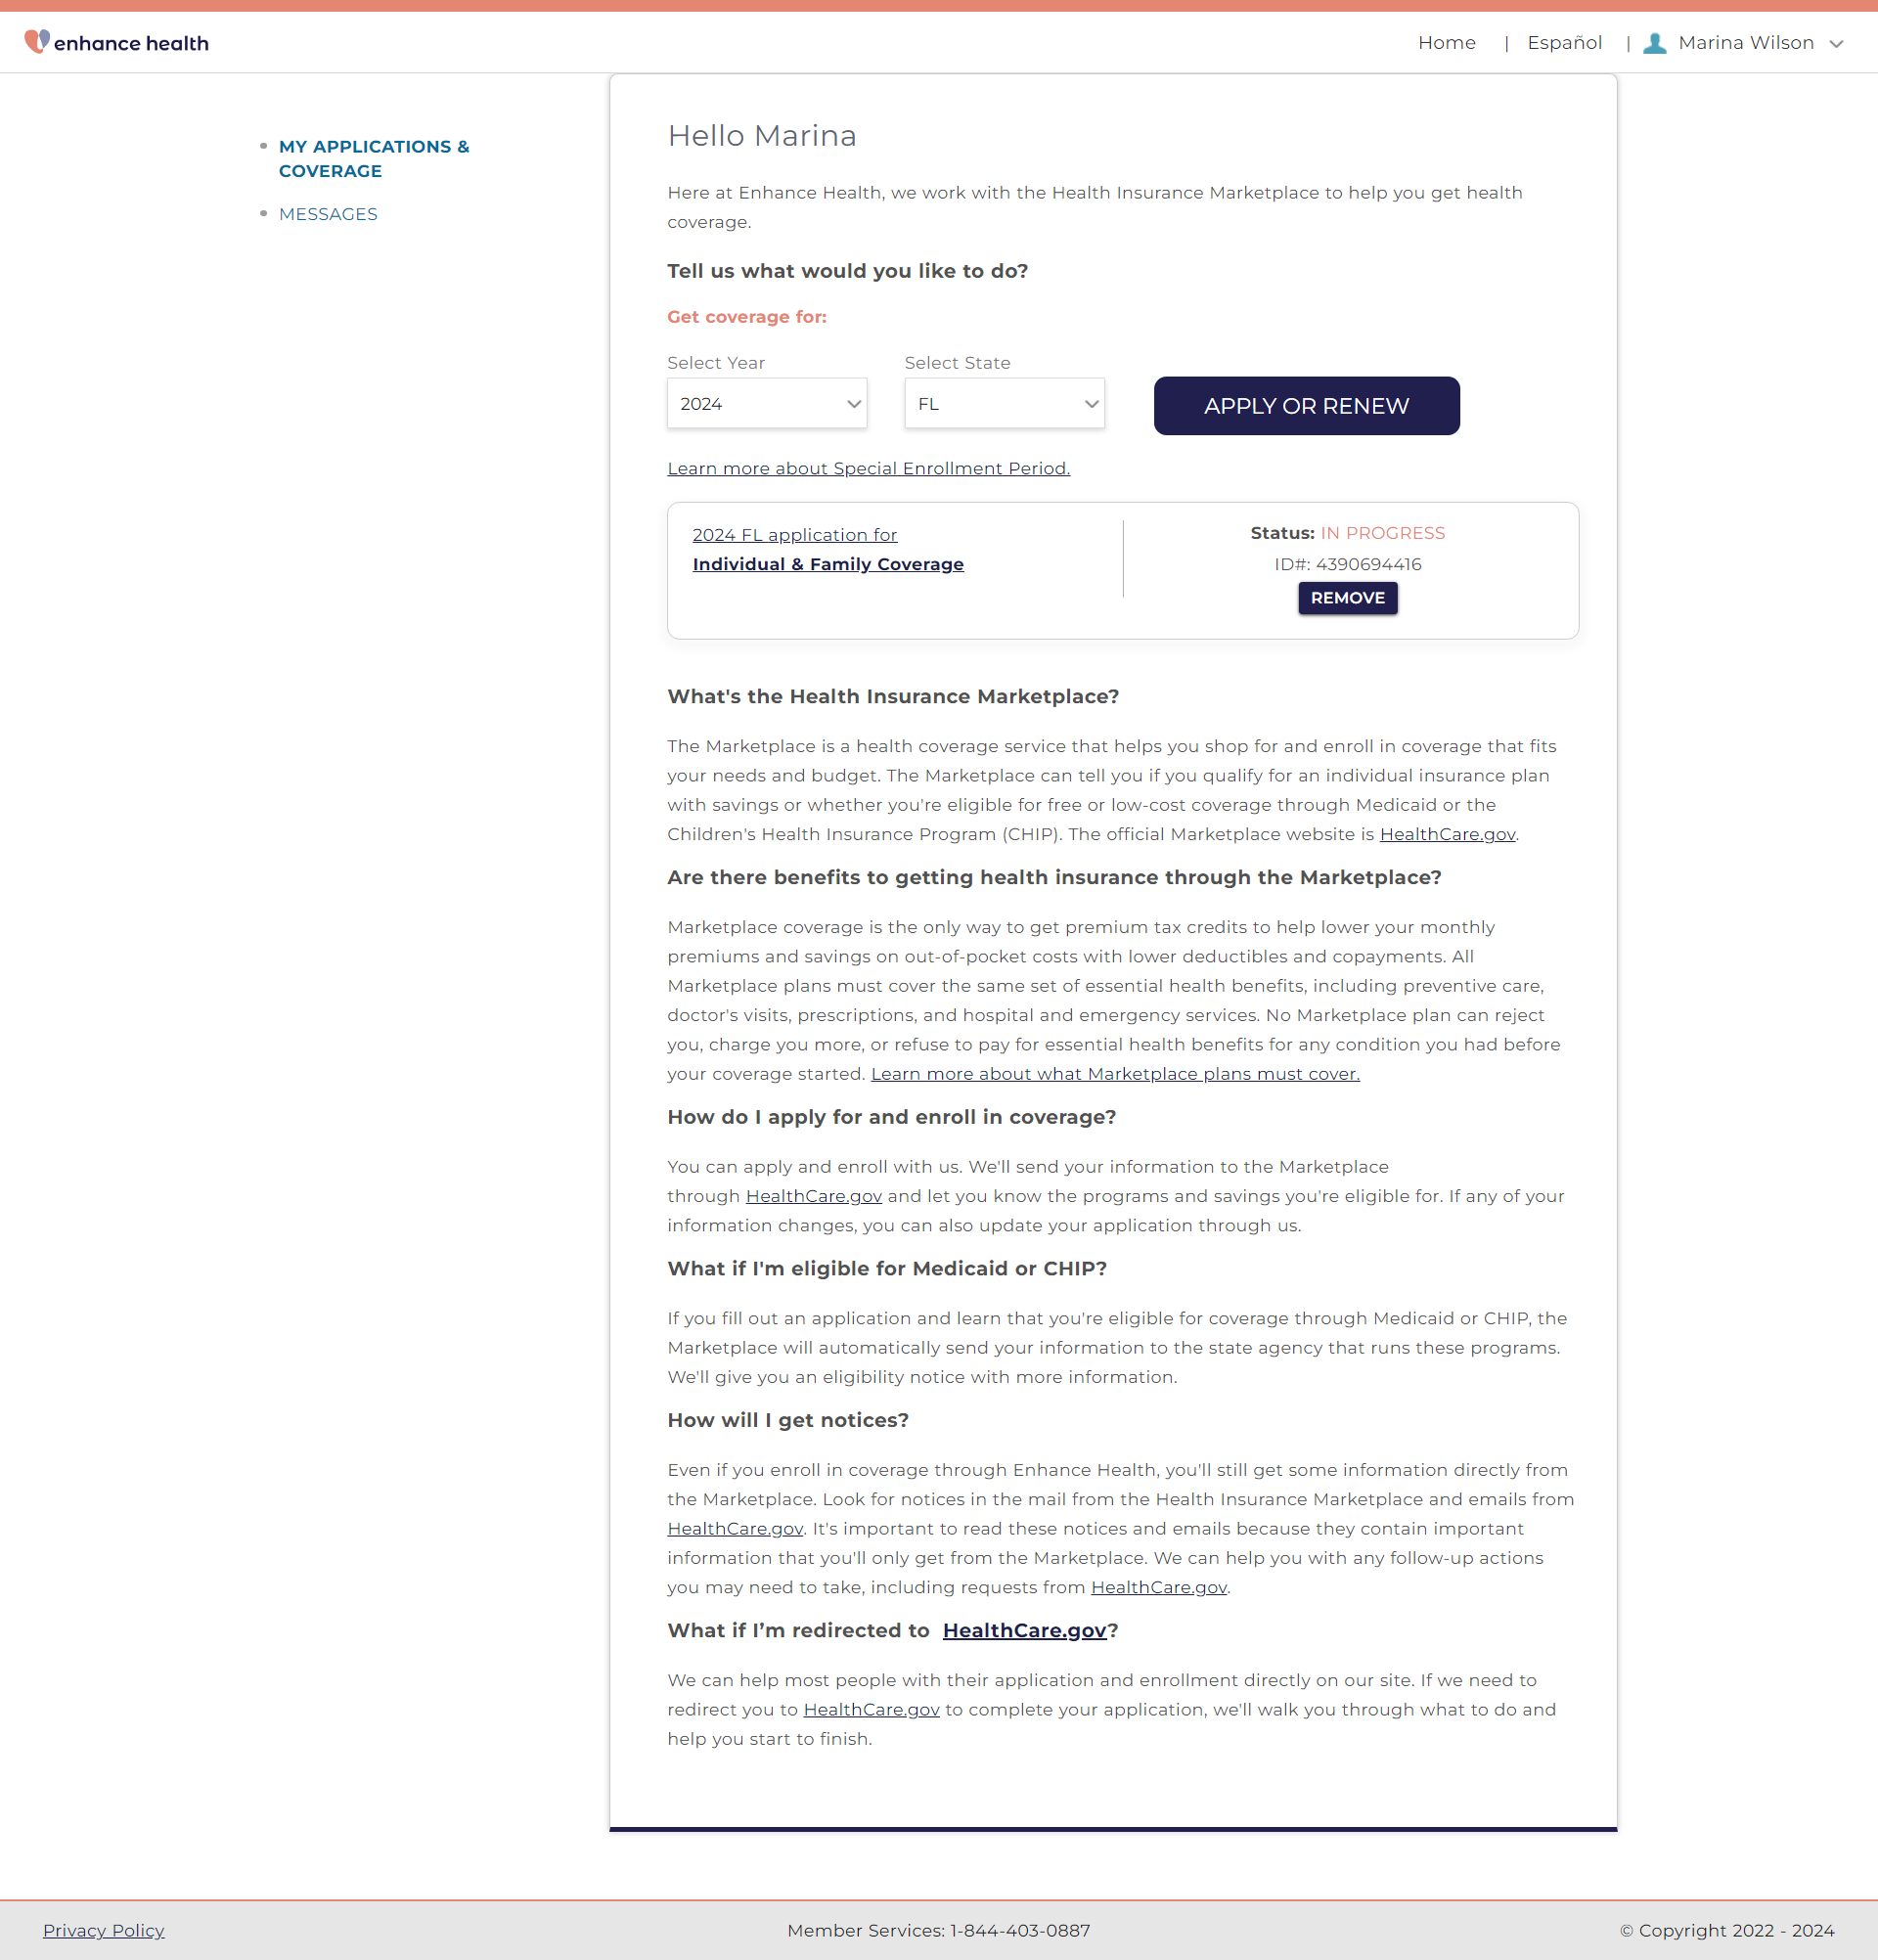 enhance health
Home | Español | Marina Wilson
MY APPLICATIONS &
COVERAGE
MESSAGES
Hello Marina
Here at Enhance Health, we work with the Health Insurance Marketplace to help you get health
coverage.
Tell us what would you like to do?
Get coverage for:
Select Year
2024
Select State
FL
APPLY OR RENEW
Learn more about Special Enrollment Period.
2024 FL application for
Individual & Family Coverage
Status: IN PROGRESS
ID#: 4390694416
REMOVE
What's the Health Insurance Marketplace?
The Marketplace is a health coverage service that helps you shop for and enroll in coverage that fits
your needs and budget. The Marketplace can tell you if you qualify for an individual insurance plan
with savings or whether you're eligible for free or low-cost coverage through Medicaid or the
Children's Health Insurance Program (CHIP). The official Marketplace website is HealthCare.gov.
Are there benefits to getting health insurance through the Marketplace?
Marketplace coverage is the only way to get premium tax credits to help lower your monthly
premiums and savings on out-of-pocket costs with lower deductibles and copayments. All
Marketplace plans must cover the same set of essential health benefits, including preventive care,
doctor's visits, prescriptions, and hospital and emergency services. No Marketplace plan can reject
you, charge you more, or refuse to pay for essential health benefits for any condition you had before
your coverage started. Learn more about what Marketplace plans must cover.
How do I apply for and enroll in coverage?
You can apply and enroll with us. We'll send your information to the Marketplace
through HealthCare.gov and let you know the programs and savings you're eligible for. If any of your
information changes, you can also update your application through us.
What if I'm eligible for Medicaid or CHIP?
If you fill out an application and learn that you're eligible for coverage through Medicaid or CHIP, the
Marketplace will automatically send your information to the state agency that runs these programs.
We'll give you an eligibility notice with more information.
How will I get notices?
Even if you enroll in coverage through Enhance Health, you'll still get some information directly from
the Marketplace. Look for notices in the mail from the Health Insurance Marketplace and emails from
HealthCare.gov. It's important to read these notices and emails because they contain important
information that you'll only get from the Marketplace. We can help you with any follow-up actions
you may need to take, including requests from HealthCare.gov.
What if I’m redirected to HealthCare.gov?
We can help most people with their application and enrollment directly on our site. If we need to
redirect you to HealthCare.gov to complete your application, we'll walk you through what to do and
help you start to finish.
Privacy Policy
Member Services: 1-844-403-0887
© Copyright 2022 - 2024